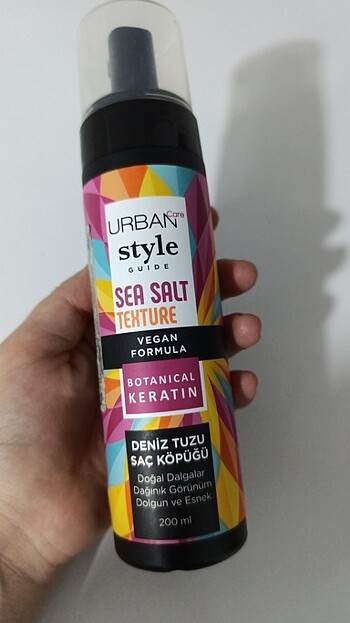 URBAN Care
style
GUIDE
SEA SALT
TEXTURE
VEGAN
FORMULA
BOTANICAL
KERATIN
DENİZ TUZU
SAÇ KÖPÜĞÜ
Doğal Dalgalar
Dağınık Görünüm
Dolgun ve Esnek
200 ml